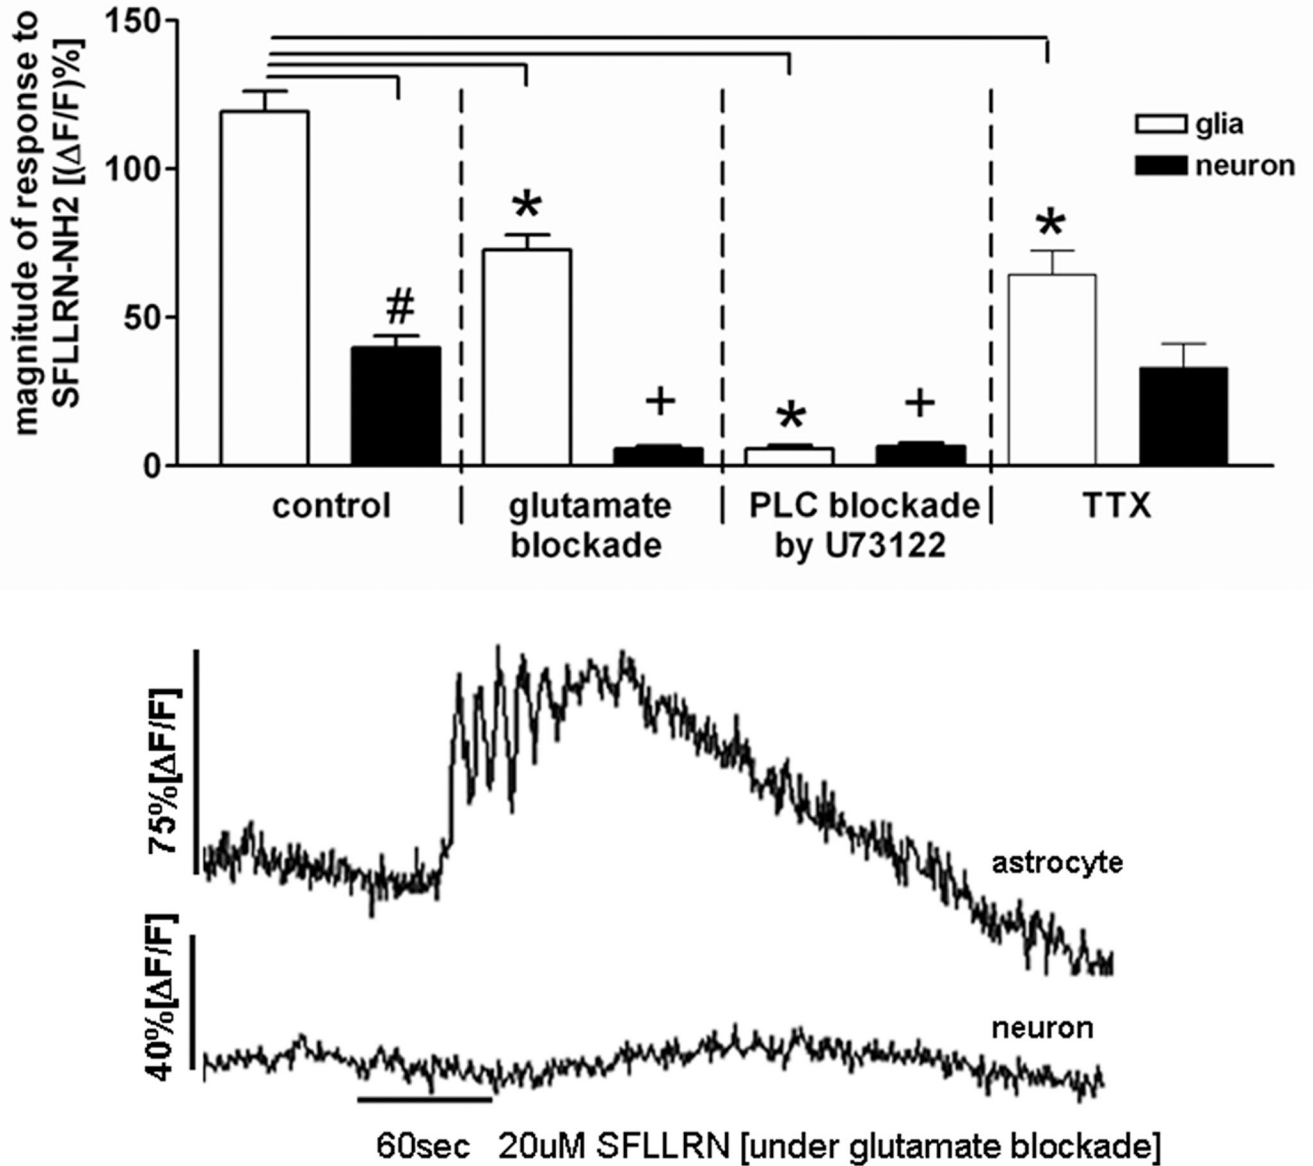 magnitude of response to
SFLLRN-NH2 [(ΔF/F)%]
150
100
50
0
glia
neuron
#
*
+
*
+
*
control
glutamate
blockade
PLC blockade
by U73122
TTX
75%[ΔF/F]
astrocyte
40%[ΔF/F]
neuron
60sec 20uM SFLLRN [under glutamate blockade]